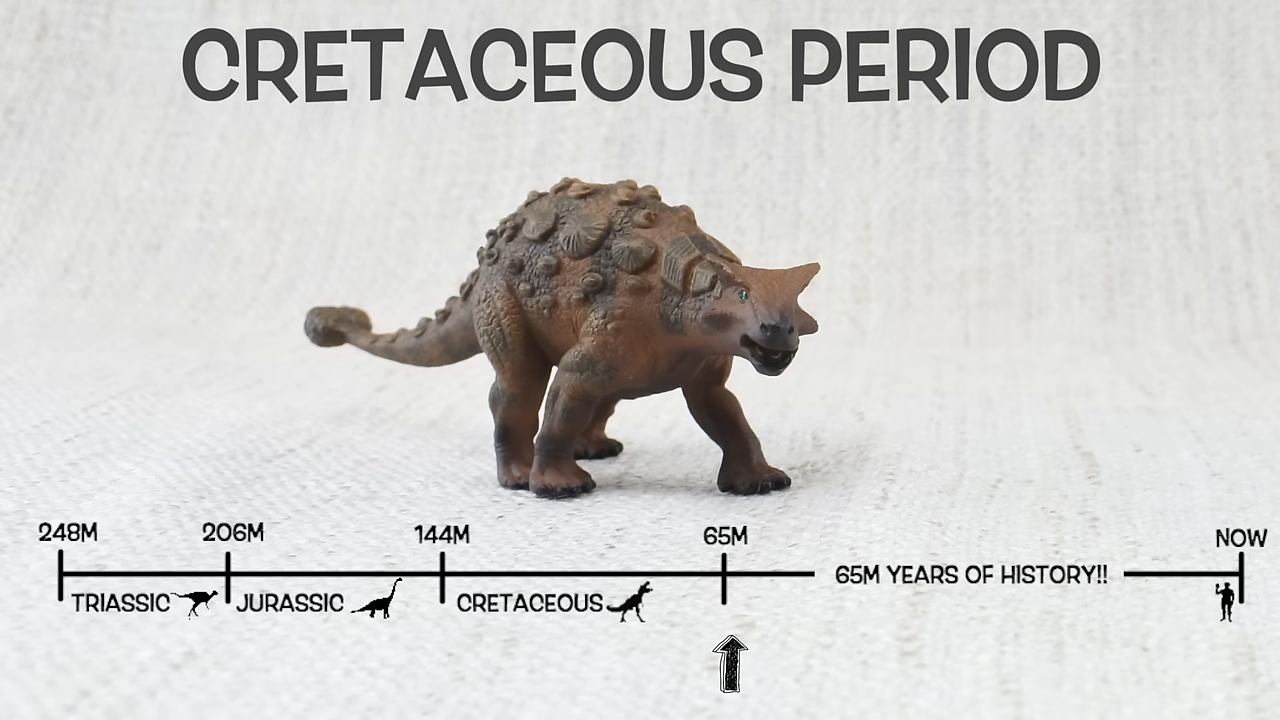 CRETACEOUS PERIOD
248M 206M 144M 65M NOW
65M YEARS OF HISTORY!!
TRIASSIC JURASSIC CRETACEOUS